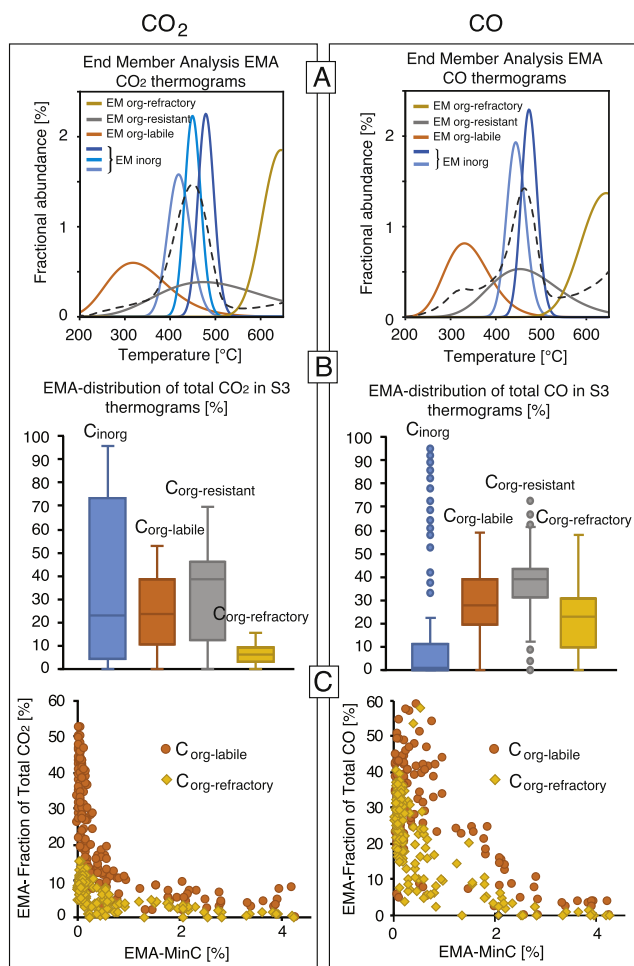 CO2
CO
A
End Member Analysis EMA
CO2 thermograms
EM org-refractory
EM org-resistant
EM org-labile
EM inorg
Fractional abundance [%]
2
1
0
200 300 400 500 600
Temperature [°C]
End Member Analysis EMA
CO thermograms
EM org-refractory
EM org-resistant
EM org-labile
EM inorg
Fractional abundance [%]
2
1
0
200 300 400 500 600
Temperature [°C]
B
EMA-distribution of total CO2 in S3
thermograms [%]
100
90
80
70
60
50
40
30
20
10
0
Cinorg
Corg-labile
Corg-resistant
Corg-refractory
EMA-distribution of total CO in S3
thermograms [%]
100
90
80
70
60
50
40
30
20
10
0
Cinorg
Corg-labile
Corg-resistant
Corg-refractory
C
EMA- Fraction of Total CO2 [%]
60
50
40
30
20
10
0
Corg-labile
Corg-refractory
0 2 4
EMA-MinC [%]
EMA-Fraction of Total CO [%]
60
50
40
30
20
10
0
Corg-labile
Corg-refractory
0 2 4
EMA-MinC [%]